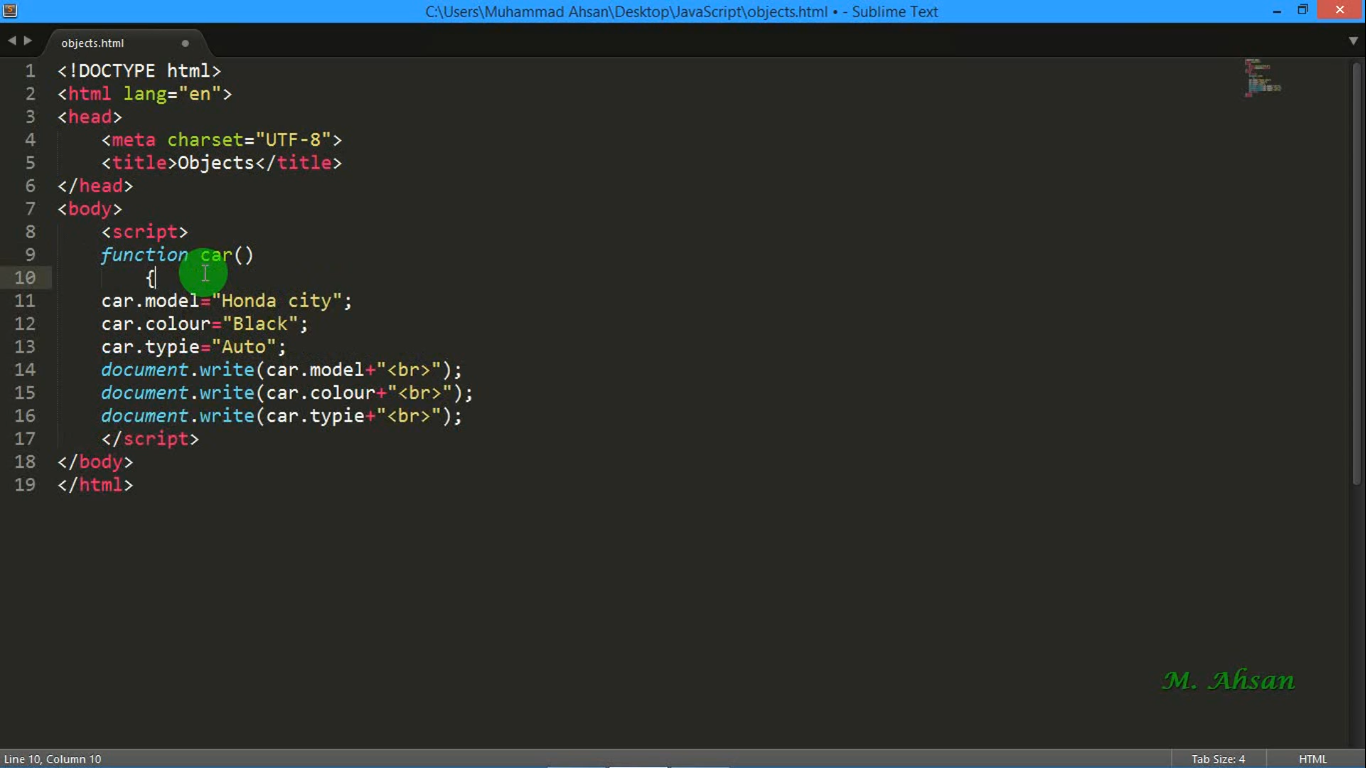 C:\Users\Muhammad Ahsan\Desktop\JavaScript\objects.html • - Sublime Text
objects.html
1 <!DOCTYPE html>
2 <html lang="en">
3 <head>
4     <meta charset="UTF-8">
5     <title>Objects</title>
6 </head>
7 <body>
8     <script>
9     function car()
10         {
11     car.model="Honda city";
12     car.colour="Black";
13     car.typie="Auto";
14     document.write(car.model+"<br>");
15     document.write(car.colour+"<br>");
16     document.write(car.typie+"<br>");
17     </script>
18 </body>
19 </html>
M. Ahsan
Line 10, Column 10 Tab Size: 4 HTML